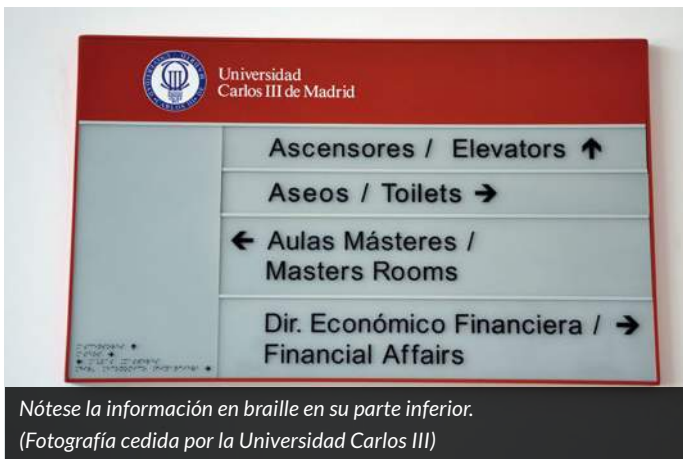 Universidad
Carlos III de Madrid
Ascensores / Elevators ↑
Aseos / Toilets →
← Aulas Másteres /
Masters Rooms
Dir. Económico Financiera / →
Financial Affairs
Nótese la información en braille en su parte inferior.
(Fotografía cedida por la Universidad Carlos III)